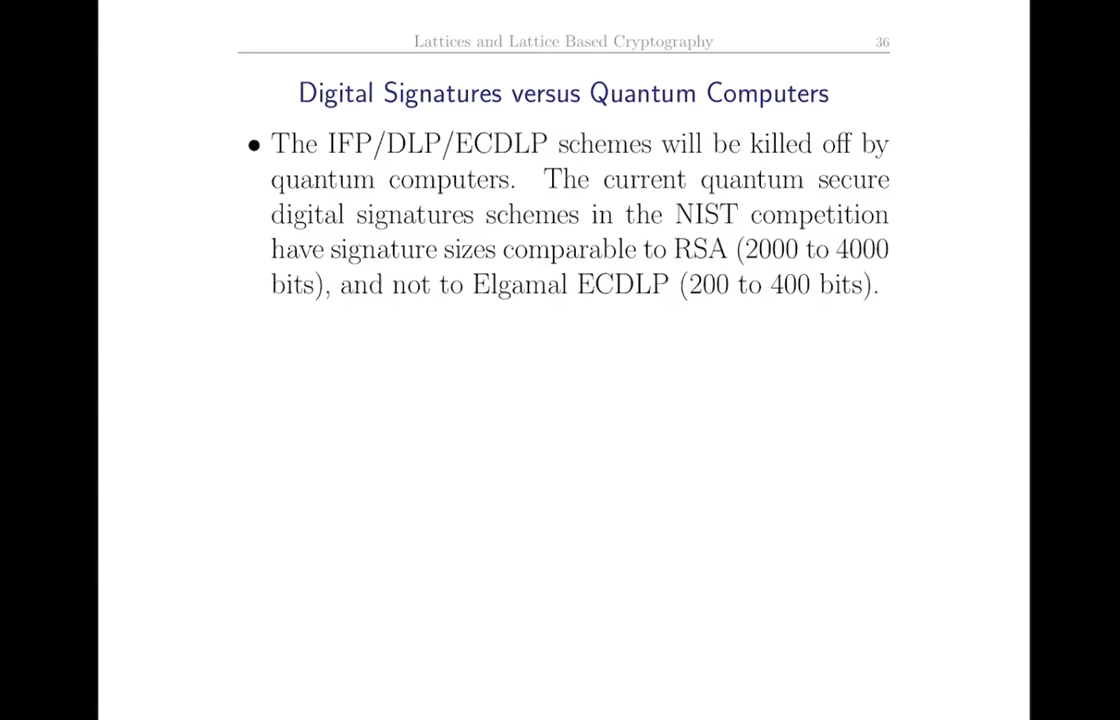 Lattices and Lattice Based Cryptography 36
Digital Signatures versus Quantum Computers
• The IFP/DLP/ECDLP schemes will be killed off by
quantum computers. The current quantum secure
digital signatures schemes in the NIST competition
have signature sizes comparable to RSA (2000 to 4000
bits), and not to Elgamal ECDLP (200 to 400 bits).